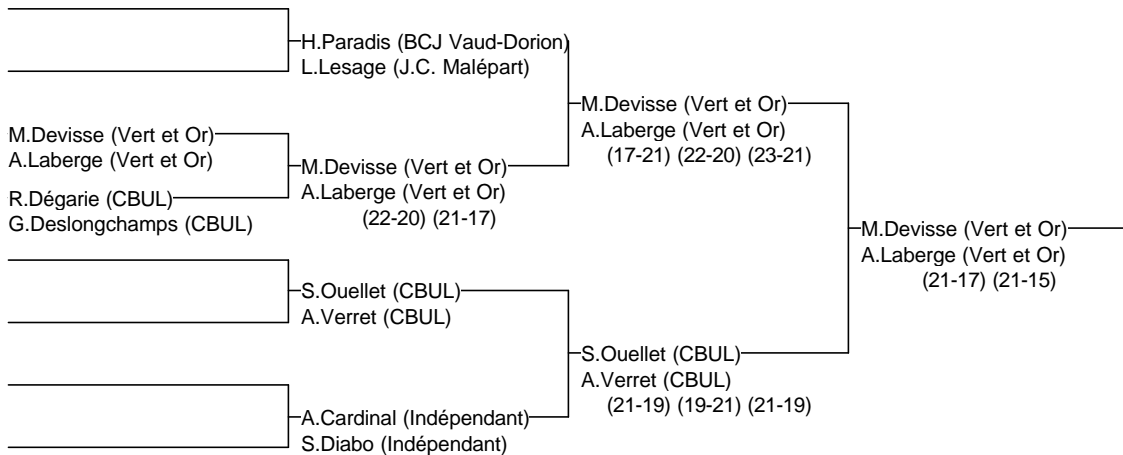 H.Paradis (BCJ Vaud-Dorion)
L.Lesage (J.C. Malépart)
M.Devisse (Vert et Or)
A.Laberge (Vert et Or)
(17-21) (22-20) (23-21)
M.Devisse (Vert et Or)
A.Laberge (Vert et Or)
M.Devisse (Vert et Or)
A.Laberge (Vert et Or)
(22-20) (21-17)
R.Dégarie (CBUL)
G.Deslongchamps (CBUL)
M.Devisse (Vert et Or)
A.Laberge (Vert et Or)
(21-17) (21-15)
S.Ouellet (CBUL)
A.Verret (CBUL)
S.Ouellet (CBUL)
A.Verret (CBUL)
(21-19) (19-21) (21-19)
A.Cardinal (Indépendant)
S.Diabo (Indépendant)